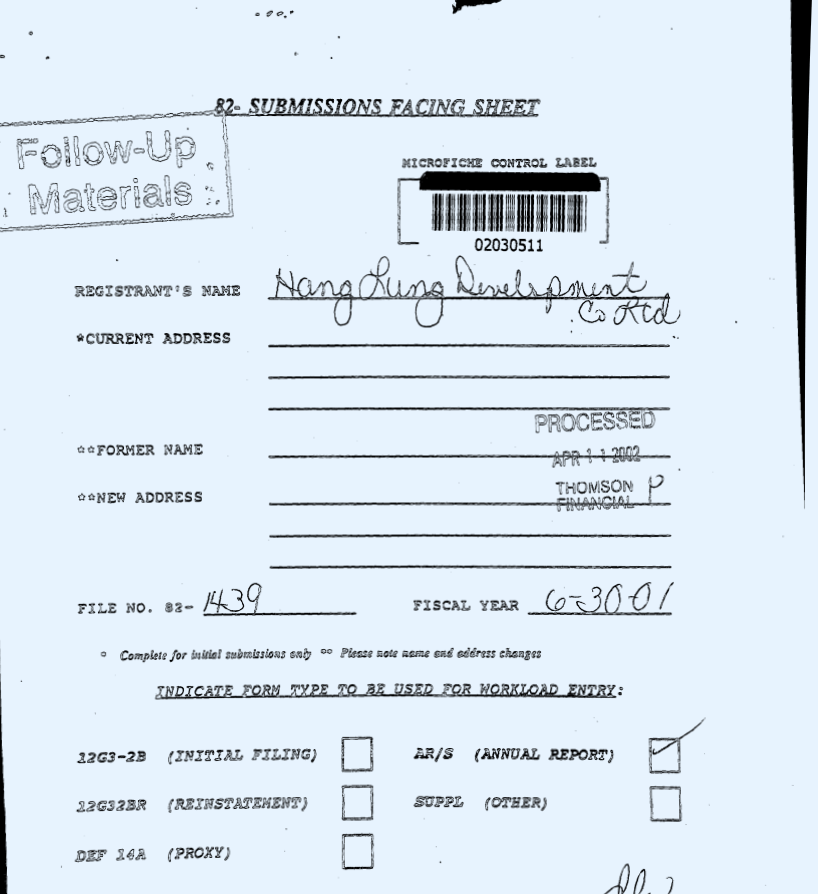 82- SUBMISSIONS FACING SHEET
Follow-Up
Materials
MICROFICHE CONTROL LABEL
02030511
REGISTRANT'S NAME Hang Lung Development
Co Ltd
*CURRENT ADDRESS
PROCESSED
**FORMER NAME
APR 11 2002
**NEW ADDRESS
THOMSON P
FINANCIAL
FILE NO. 82- 1439 FISCAL YEAR 6-30-01
* Complete for initial submissions only ** Please note name and address changes
INDICATE FORM TYPE TO BE USED FOR WORKLOAD ENTRY:
12G3-2B (INITIAL FILING) AR/S (ANNUAL REPORT)
12G32BR (REINSTATEMENT) SUPPL (OTHER)
DEF 14A (PROXY)